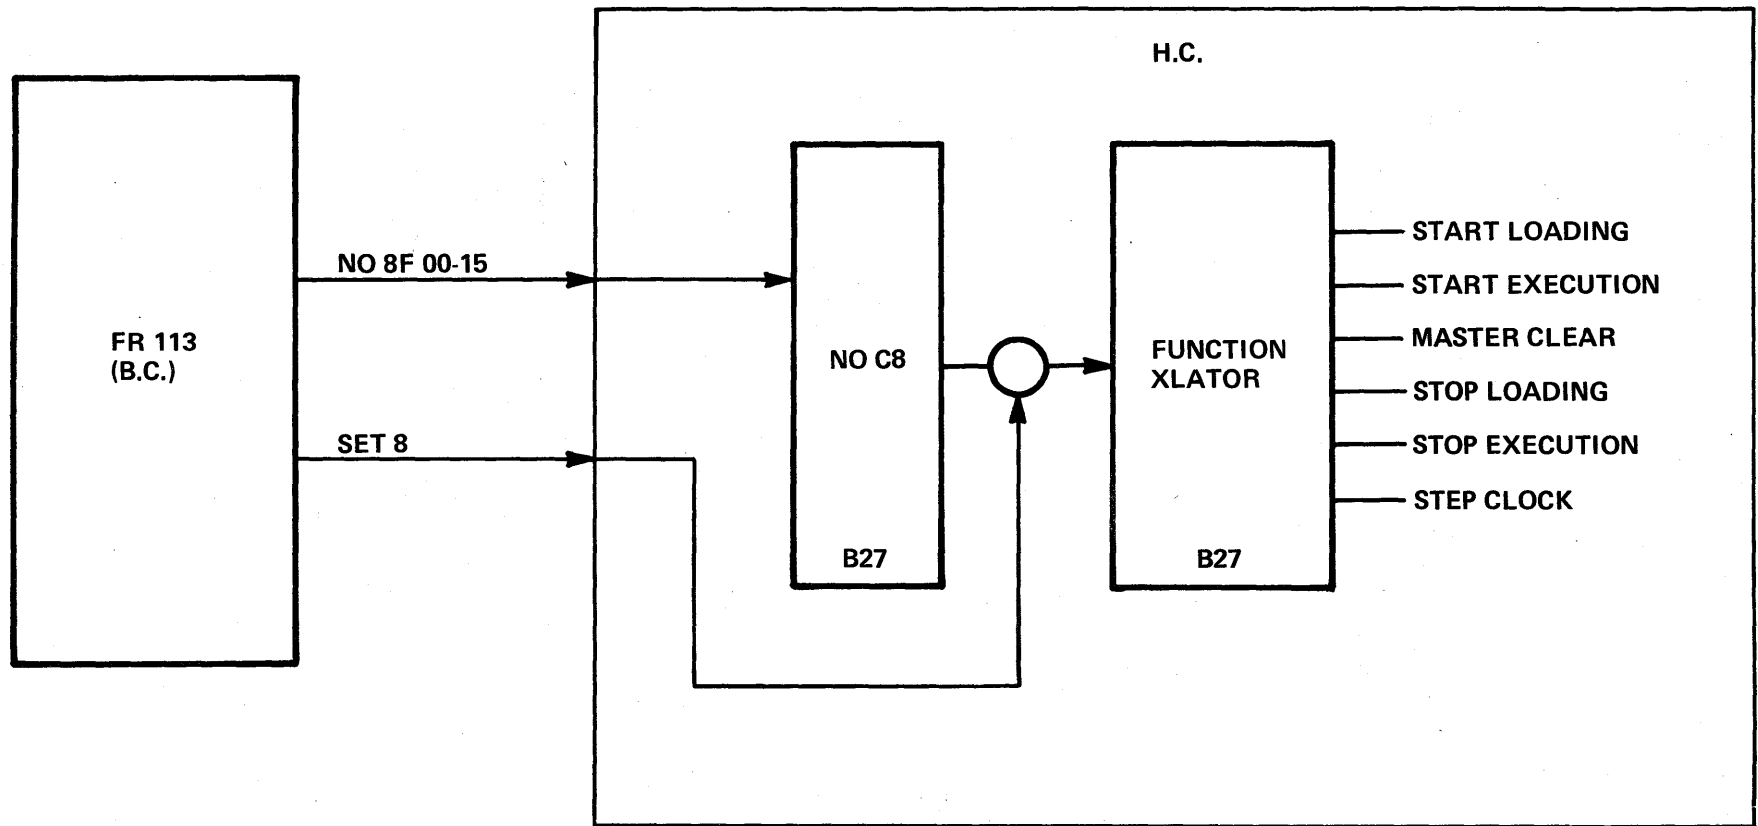 H.C.
NO 8F 00-15
SET 8
FR 113
(B.C.)
NO C8
B27
FUNCTION
XLATOR
B27
START LOADING
START EXECUTION
MASTER CLEAR
STOP LOADING
STOP EXECUTION
STEP CLOCK